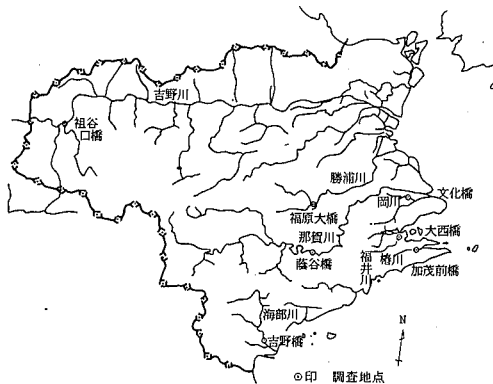 吉野川
祖谷
口橋
勝浦川
岡川
文化橋
福原大橋
那賀川
大西橋
蔭谷橋
福井川
椿川
加茂前橋
海部川
吉野橋
N
◎印 調査地点